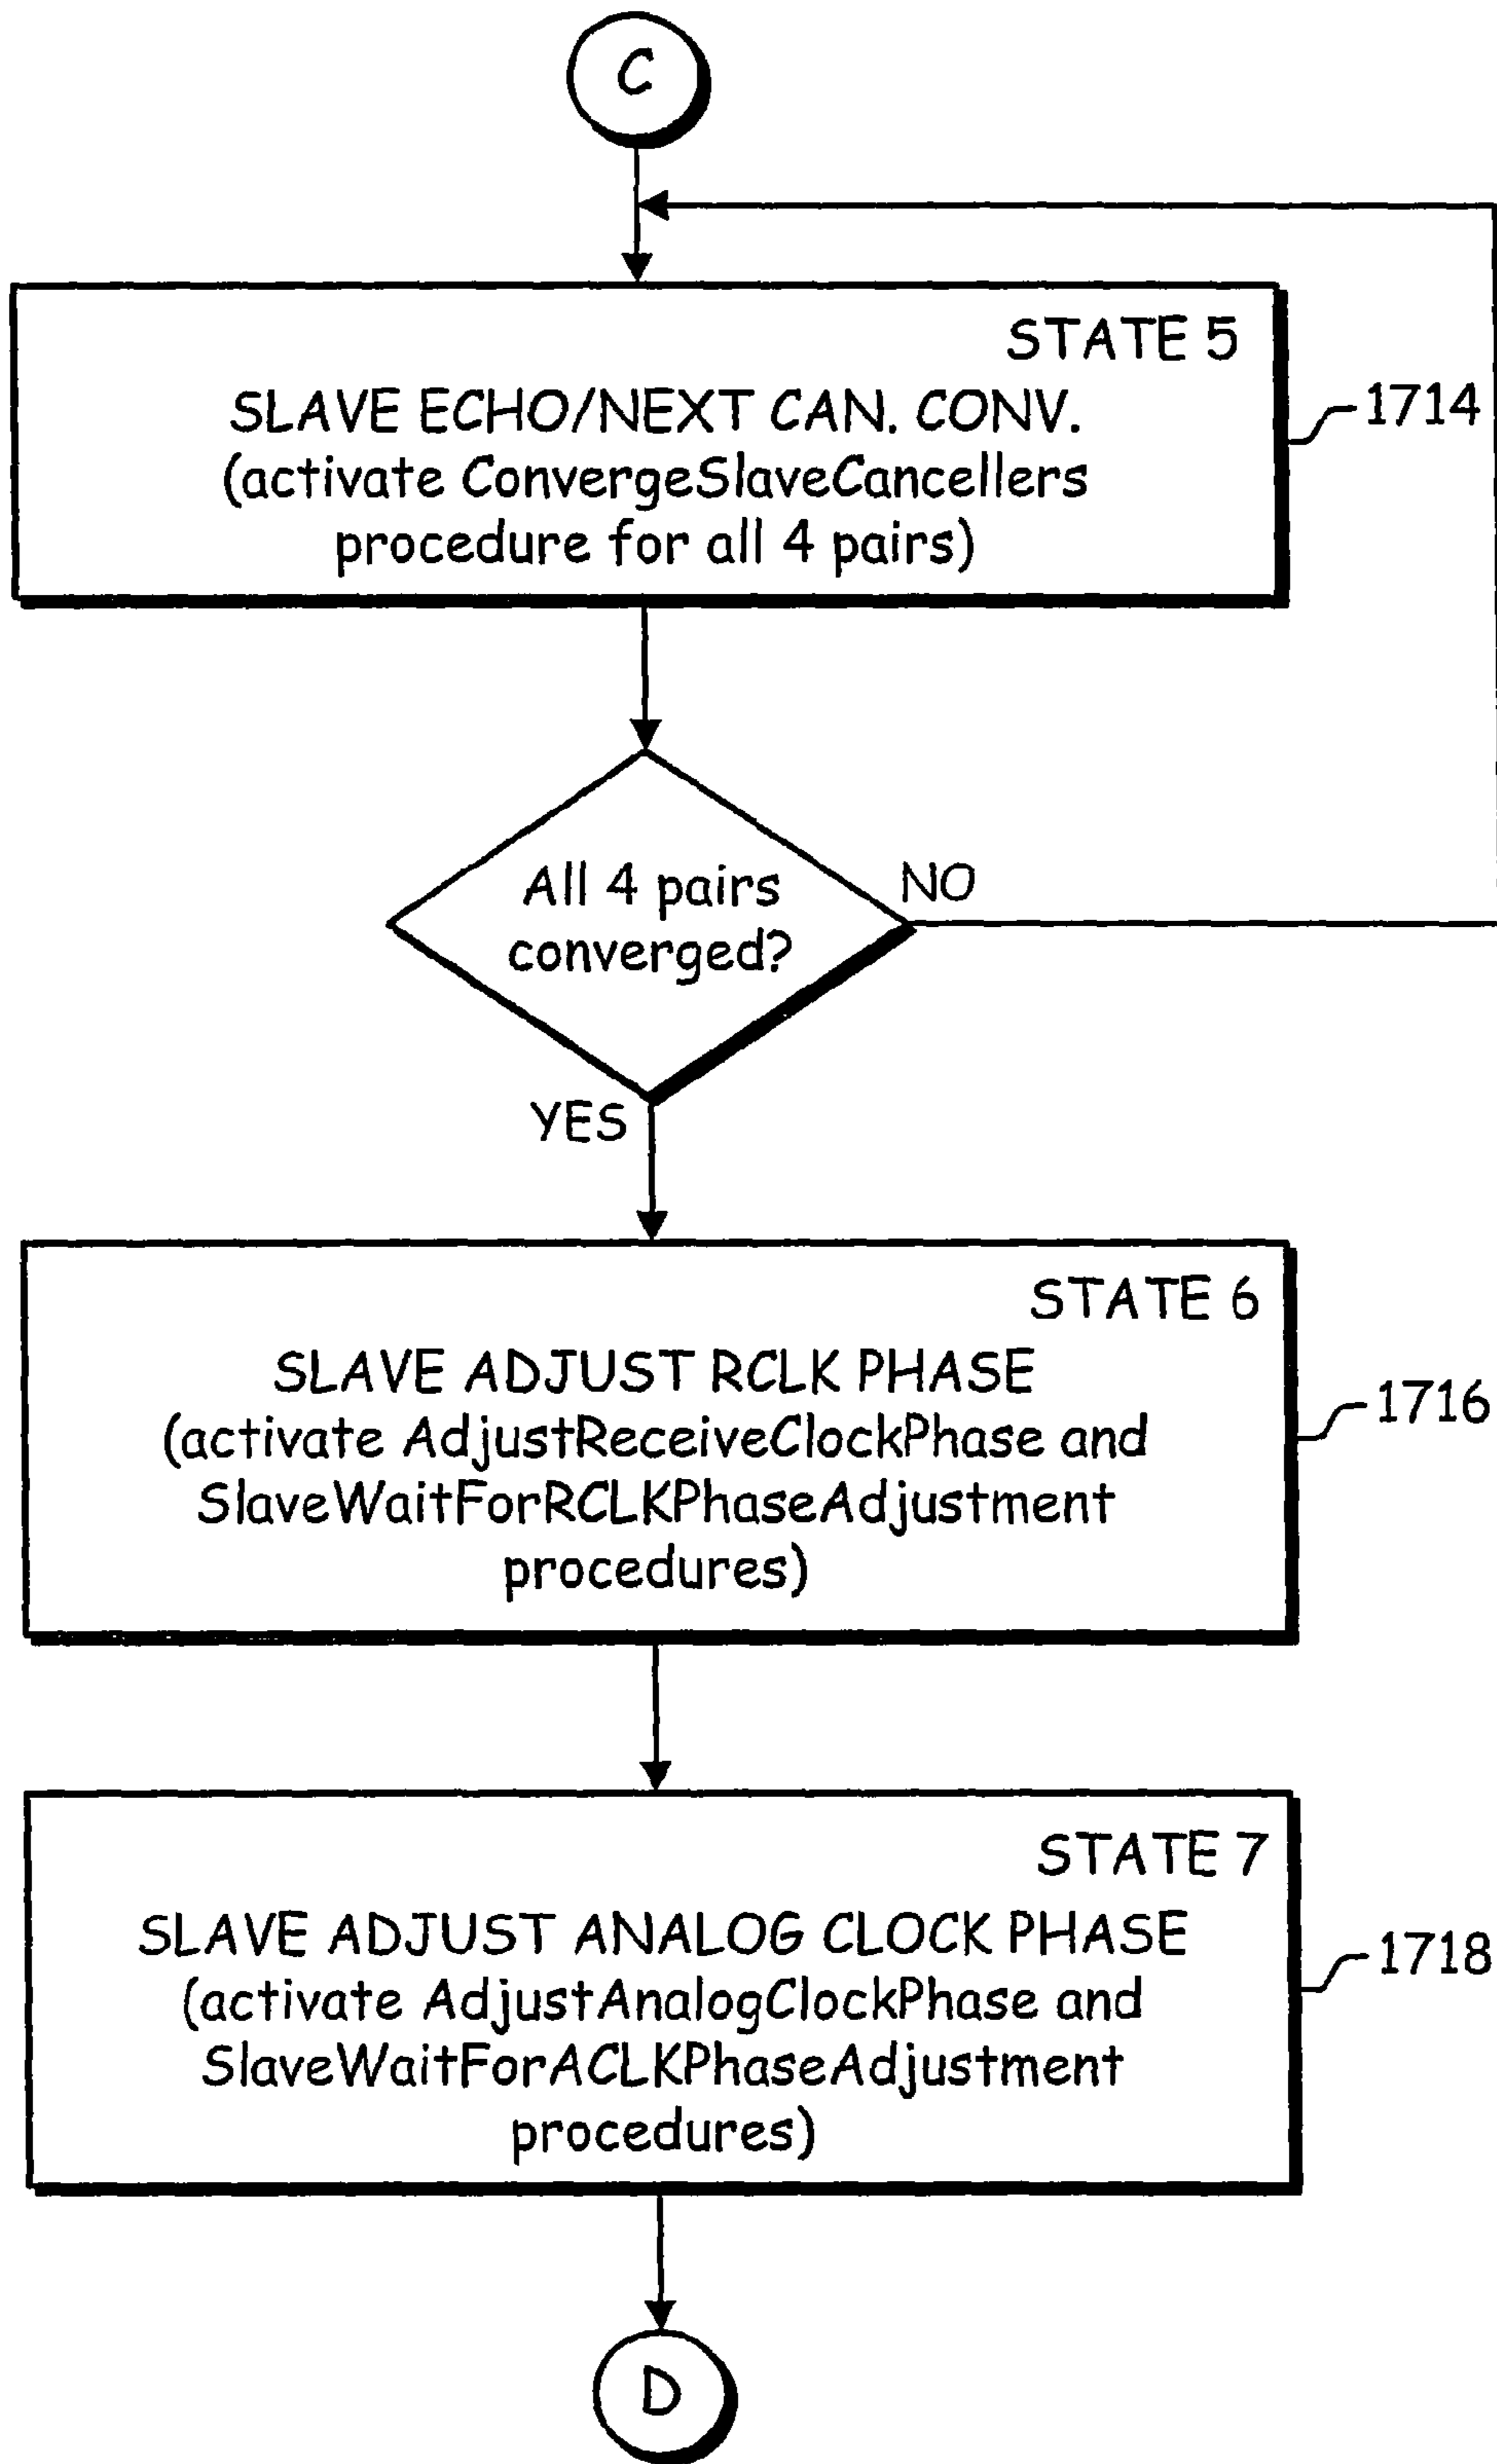 C
STATE 5
SLAVE ECHO/NEXT CAN. CONV.
(activate ConvergeSlaveCancellers
procedure for all 4 pairs)
1714
All 4 pairs
converged?
NO
YES
STATE 6
SLAVE ADJUST RCLK PHASE
(activate AdjustReceiveClockPhase and
SlaveWaitForRCLKPhaseAdjustment
procedures)
1716
STATE 7
SLAVE ADJUST ANALOG CLOCK PHASE
(activate AdjustAnalogClockPhase and
SlaveWaitForACLKPhaseAdjustment
procedures)
1718
D